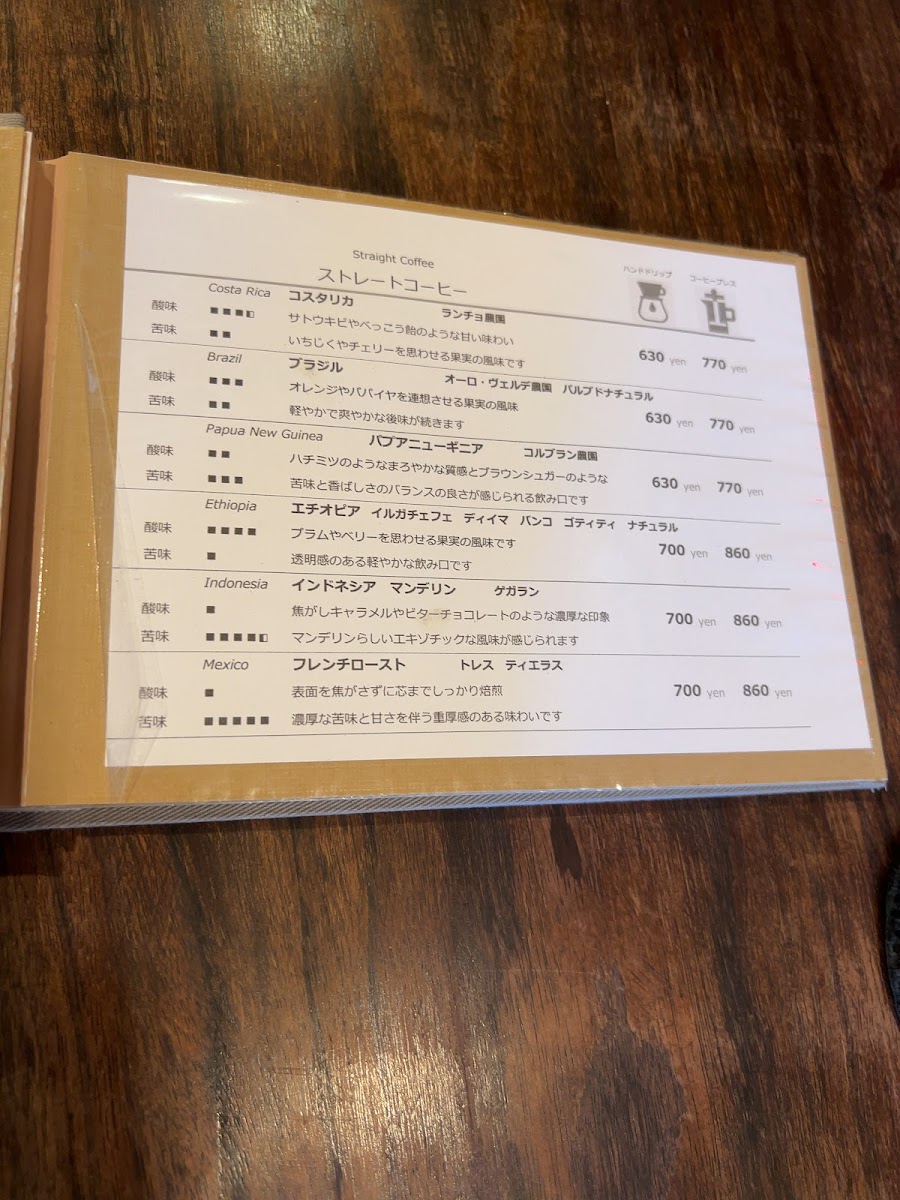 Straight Coffee
ストレートコーヒー ハンドドリップ コーヒープレス
Costa Rica コスタリカ ランチョ農園
酸味 ■■■◧ サトウキビやべっこう飴のような甘い味わい
苦味 ■■ いちじくやチェリーを思わせる果実の風味です 630 yen 770 yen
Brazil ブラジル オーロ・ヴェルデ農園 パルプドナチュラル
酸味 ■■■ オレンジやパパイヤを連想させる果実の風味
苦味 ■■ 軽やかで爽やかな後味が続きます 630 yen 770 yen
Papua New Guinea パプアニューギニア コルブラン農園
酸味 ■■ ハチミツのようなまろやかな質感とブラウンシュガーのような
苦味 ■■■ 苦味と香ばしさのバランスの良さが感じられる飲み口です 630 yen 770 yen
Ethiopia エチオピア イルガチェフェ ディイマ バンコ ゴティティ ナチュラル
酸味 ■■■■ プラムやベリーを思わせる果実の風味です 700 yen 860 yen
苦味 ■ 透明感のある軽やかな飲み口です
Indonesia インドネシア マンデリン ゲガラン
酸味 ■ 焦がしキャラメルやビターチョコレートのような濃厚な印象 700 yen 860 yen
苦味 ■■■■◧ マンデリンらしいエキゾチックな風味が感じられます
Mexico フレンチロースト トレス ティエラス
酸味 ■ 表面を焦がさずに芯までしっかり焙煎 700 yen 860 yen
苦味 ■■■■■ 濃厚な苦味と甘さを伴う重厚感のある味わいです